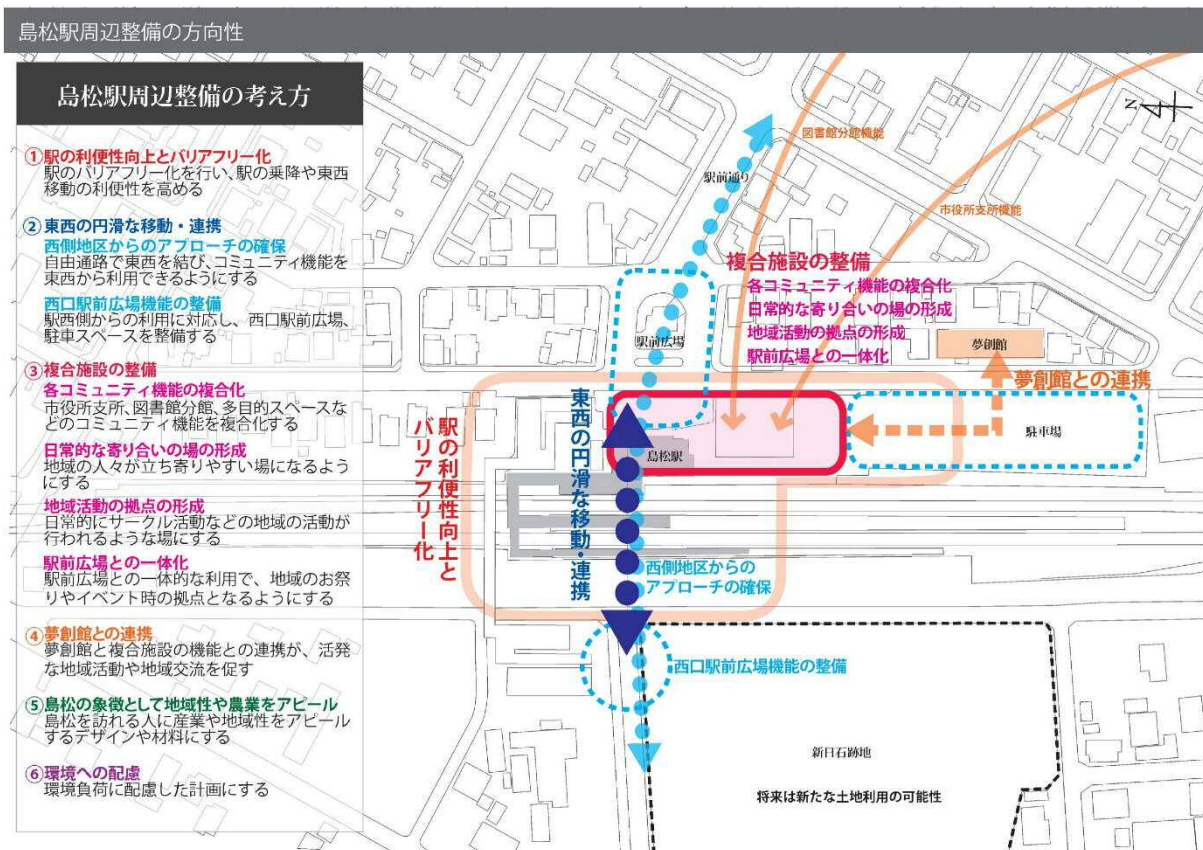 島松駅周辺整備の方向性
島松駅周辺整備の考え方
①駅の利便性向上とバリアフリー化
駅のバリアフリー化を行い、駅の乗降や東西
移動の利便性を高める
②東西の円滑な移動・連携
西側地区からのアプローチの確保
自由通路で東西を結び、コミュニティ機能を
東西から利用できるようにする
西口駅前広場機能の整備
駅西側からの利用に対応し、西口駅前広場、
駐車スペースを整備する
③複合施設の整備
各コミュニティ機能の複合化
市役所支所、図書館分館、多目的スペースな
どのコミュニティ機能を複合化する
日常的な寄り合いの場の形成
地域の人々が立ち寄りやすい場になるよう
にする
地域活動の拠点の形成
日常的にサークル活動などの地域の活動が
行われるような場にする
駅前広場との一体化
駅前広場との一体的な利用で、地域のお祭
りやイベント時の拠点となるようにする
④夢創館との連携
夢創館と複合施設の機能との連携が、活発
な地域活動や地域交流を促す
⑤島松の象徴として地域性や農業をアピール
島松を訪れる人に産業や地域性をアピール
するデザインや材料にする
⑥環境への配慮
環境負荷に配慮した計画にする
N
図書館分館機能
駅前通り
市役所支所機能
複合施設の整備
各コミュニティ機能の複合化
日常的な寄り合いの場の形成
地域活動の拠点の形成
駅前広場との一体化
駅前広場
夢創館
夢創館との連携
駐車場
島松駅
東西の円滑な移動・連携
駅の利便性向上と
バリアフリー化
西側地区からの
アプローチの確保
西口駅前広場機能の整備
新日石跡地
将来は新たな土地利用の可能性